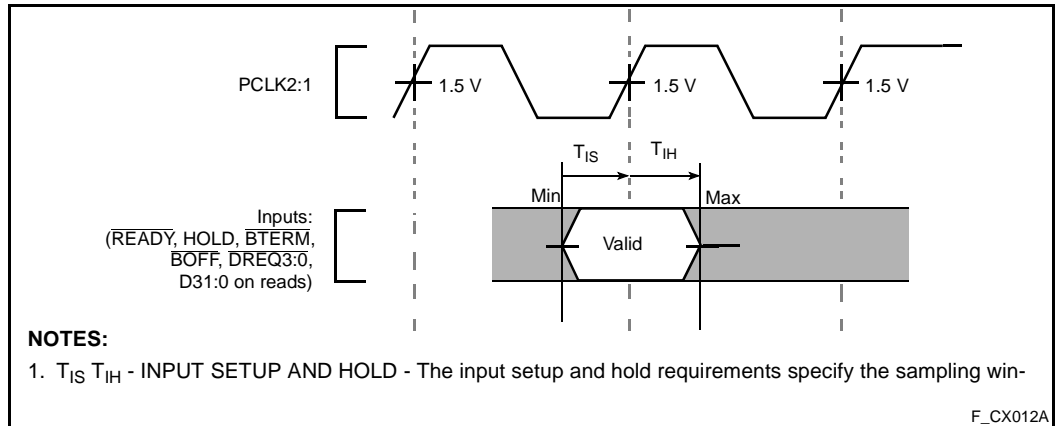 PCLK2:1
1.5 V
1.5 V
1.5 V
TIS
TIH
Min
Max
Inputs:
(READY, HOLD, BTERM,
BOFF, DREQ3:0,
D31:0 on reads)
Valid
NOTES:
1. TIS TIH - INPUT SETUP AND HOLD - The input setup and hold requirements specify the sampling win-
F_CX012A